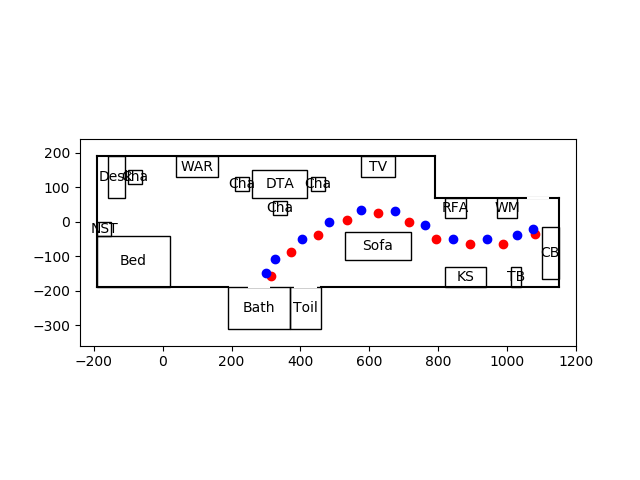 200
100
0
−100
−200
−300
−200
0
200
400
600
800
1000
1200
Desk
Cha
WAR
Cha
DTA
Cha
Cha
TV
RFA
WM
NST
Bed
Sofa
CB
KS
TB
Bath
Toil